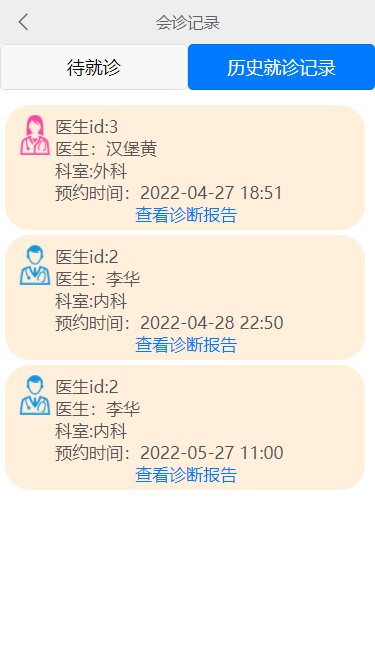 会诊记录
待就诊
历史就诊记录
医生id:3
医生：汉堡黄
科室:外科
预约时间：2022-04-27 18:51
查看诊断报告
医生id:2
医生：李华
科室:内科
预约时间：2022-04-28 22:50
查看诊断报告
医生id:2
医生：李华
科室:内科
预约时间：2022-05-27 11:00
查看诊断报告